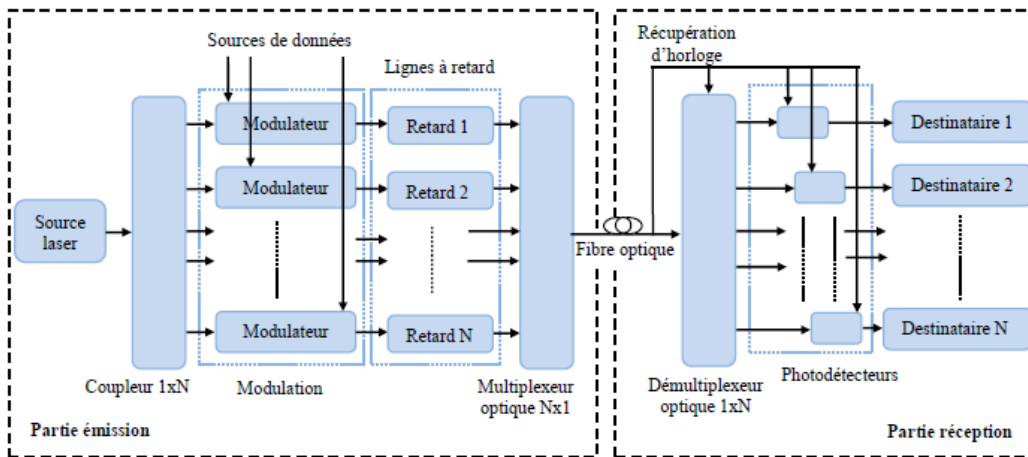 Sources de données
Lignes à retard
Récupération
d'horloge
Modulateur
Retard 1
Destinataire 1
Modulateur
Retard 2
Destinataire 2
Source
laser
Fibre optique
Modulateur
Retard N
Destinataire N
Coupleur 1xN
Modulation
Multiplexeur
optique Nx1
Démultiplexeur
optique 1xN
Photodétecteurs
Partie émission
Partie réception